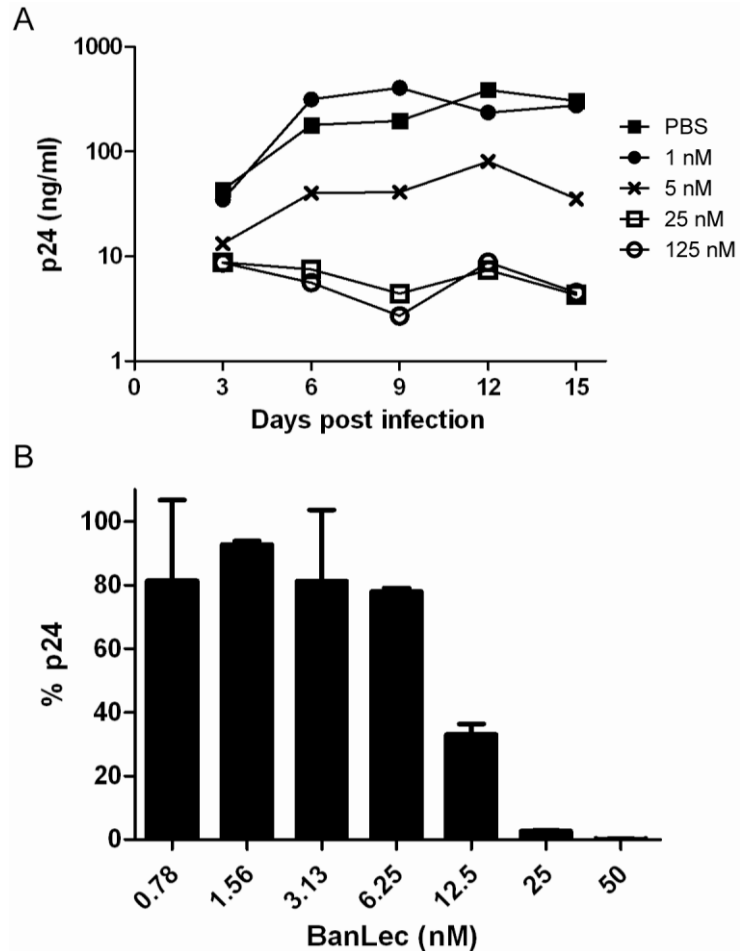 A
1000
100
10
1
p24 (ng/ml)
0
3
6
9
12
15
Days post infection
PBS
1 nM
5 nM
25 nM
125 nM
B
100
80
60
40
20
0
% p24
0.78
1.56
3.13
6.25
12.5
25
50
BanLec (nM)